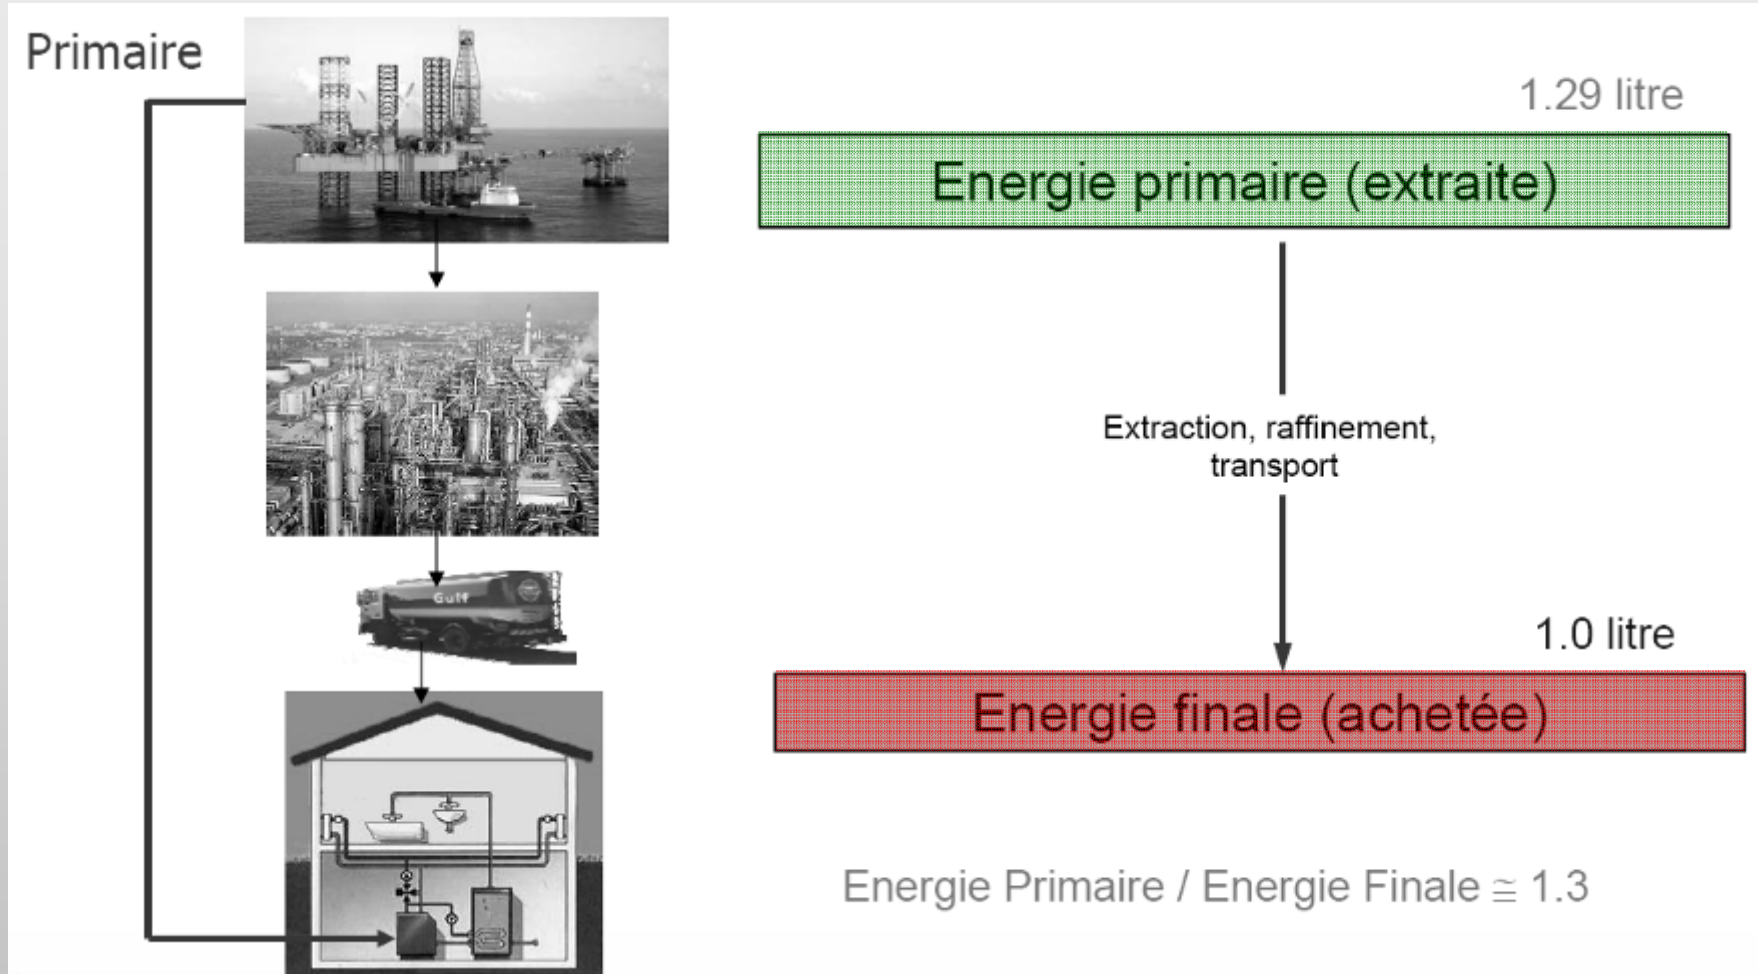 Primaire
1.29 litre
Energie primaire (extraite)
Extraction, raffinement,
transport
Gulf
1.0 litre
Energie finale (achetée)
Energie Primaire / Energie Finale ≅ 1.3